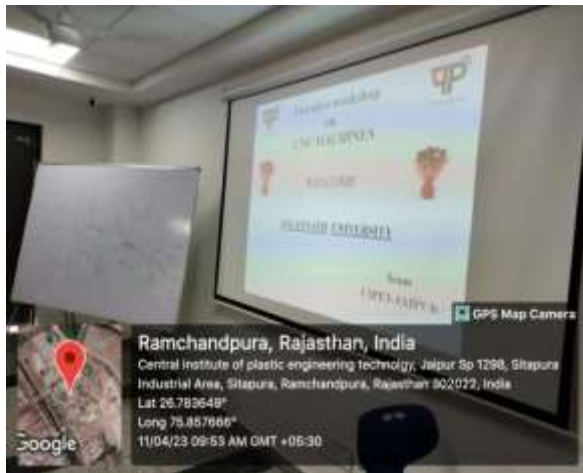 workshop
on
CNC MACHINES
WELCOME
UNIVERSITY
from
CIPET-JAIPUR
GPS Map Camera
Ramchandpura, Rajasthan, India
Central institute of plastic engineering technolgy, Jaipur Sp 1298, Sitapura
Industrial Area, Sitapura, Ramchandpura, Rajasthan 302022, India
Lat 26.783649°
Long 75.857666°
11/04/23 09:53 AM GMT +05:30
Google